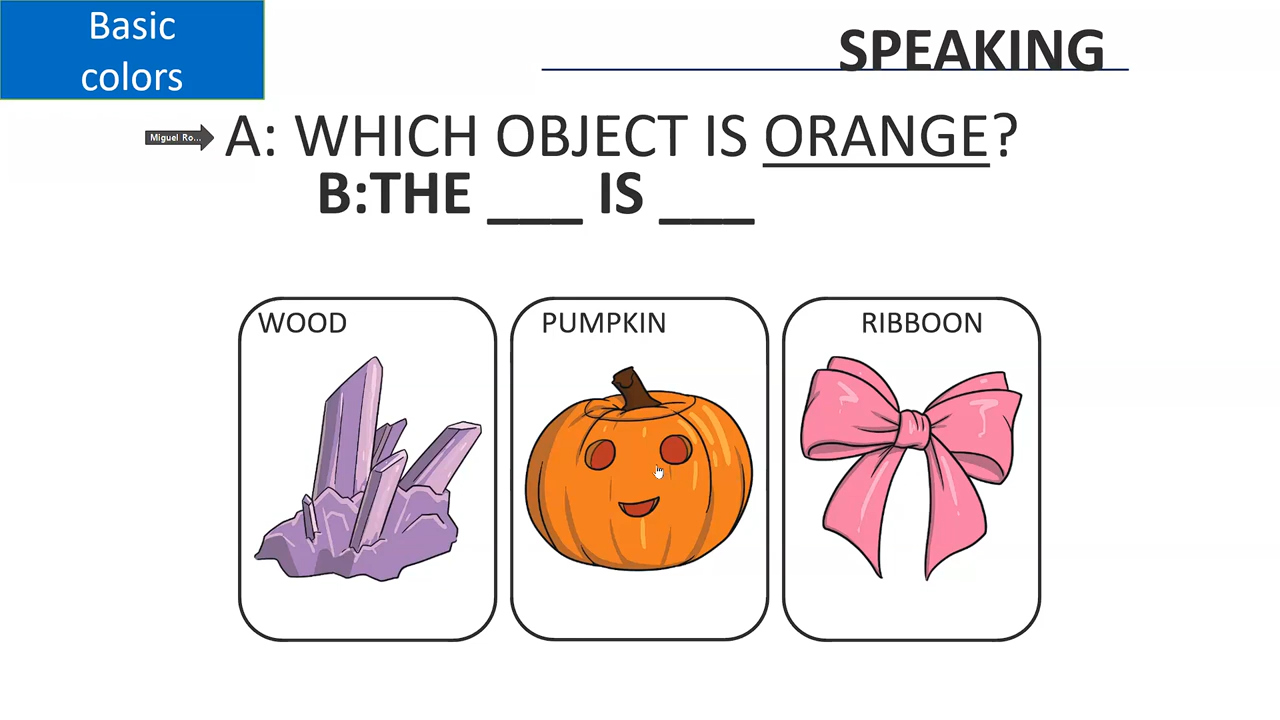 Basic
colors
SPEAKING
Miguel Ro...
A: WHICH OBJECT IS ORANGE?
B:THE ___ IS ___
WOOD
PUMPKIN
RIBBOON